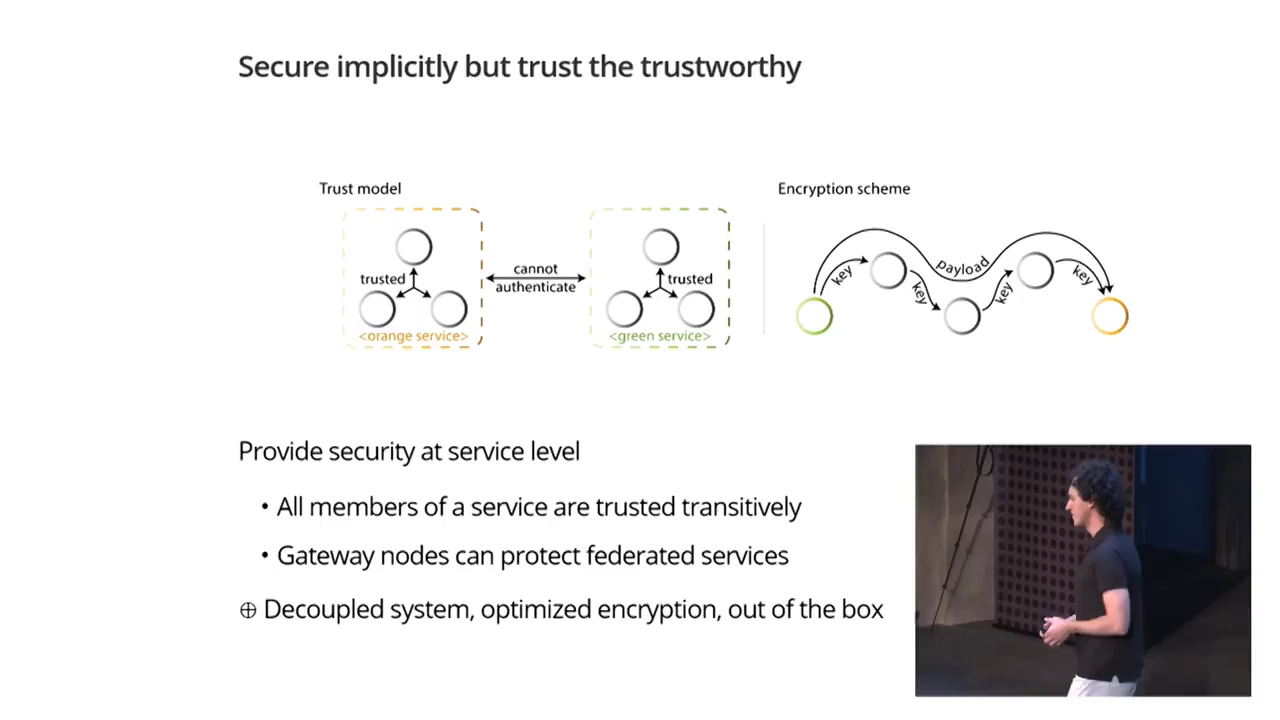 Secure implicitly but trust the trustworthy
Trust model
trusted
<orange service>
cannot
authenticate
trusted
<green service>
Encryption scheme
key
key
payload
key
key
Provide security at service level
• All members of a service are trusted transitively
• Gateway nodes can protect federated services
⊕ Decoupled system, optimized encryption, out of the box